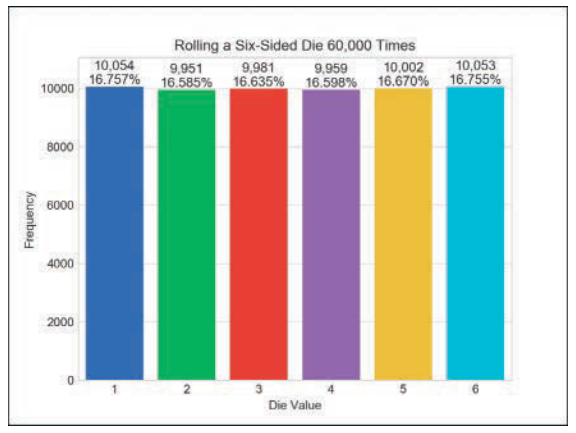 Rolling a Six-Sided Die 60,000 Times
10,054 9,951 9,981 9,959 10,002 10,053
16.757% 16.585% 16.635% 16.598% 16.670% 16.755%
10000
8000
6000
4000
2000
0
Frequency
1 2 3 4 5 6
Die Value